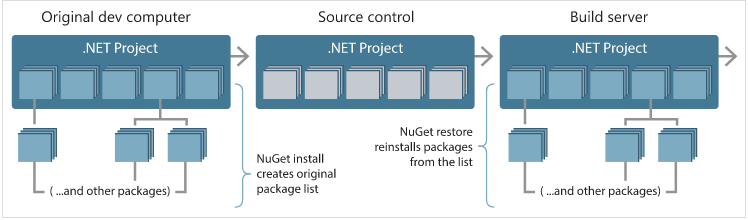 Original dev computer
Source control
Build server
.NET Project
.NET Project
.NET Project
NuGet install
creates original
package list
NuGet restore
reinstalls packages
from the list
( ...and other packages)
( ...and other packages)